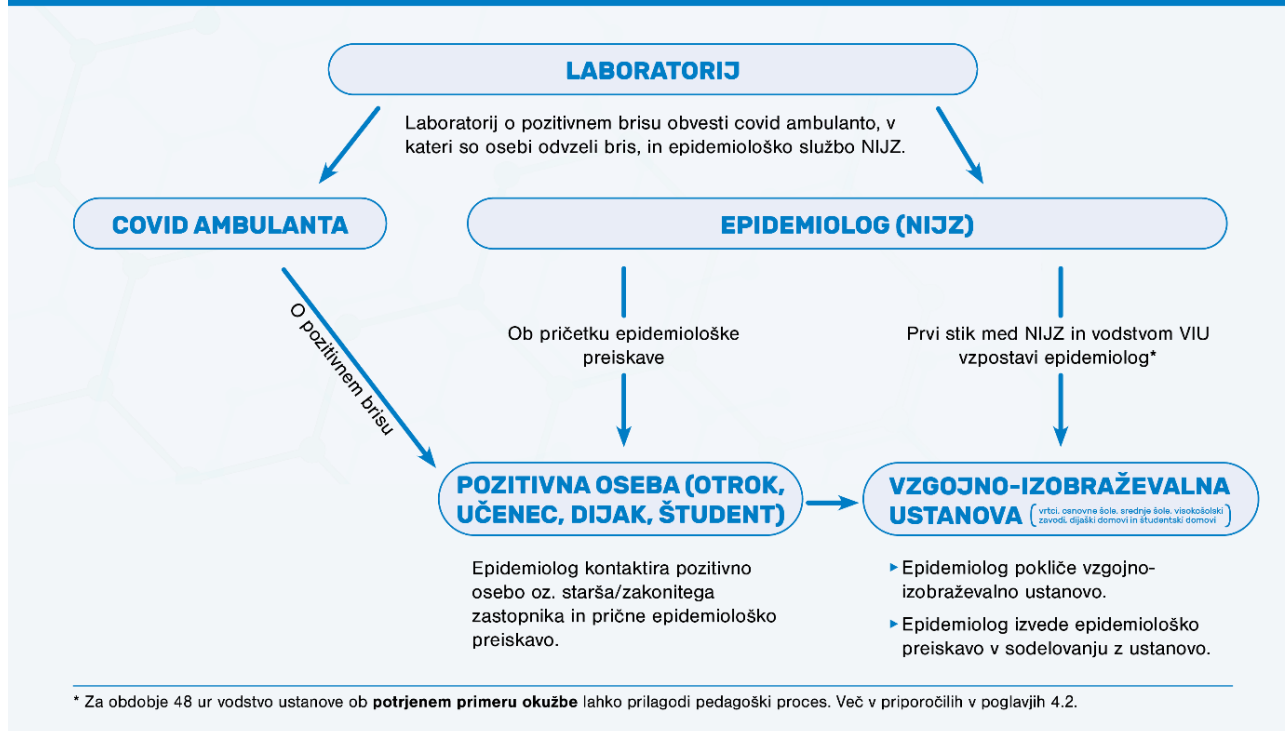 LABORATORIJ
Laboratorij o pozitivnem brisu obvesti covid ambulanto, v
kateri so osebi odvzeli bris, in epidemiološko službo NIJZ.
COVID AMBULANTA
EPIDEMIOLOG (NIJZ)
O pozitivnem brisu
Ob pričetku epidemiološke
preiskave
Prvi stik med NIJZ in vodstvom VIU
vzpostavi epidemiolog*
POZITIVNA OSEBA (OTROK,
UČENEC, DIJAK, ŠTUDENT)
VZGOJNO-IZOBRAŽEVALNA
USTANOVA (vrtci, osnovne šole, srednje šole, visokošolski
zavodi, dijaški domovi in študentski domovi)
Epidemiolog kontaktira pozitivno
osebo oz. starša/zakonitega
zastopnika in prične epidemiološko
preiskavo.
▸ Epidemiolog pokliče vzgojno-
izobraževalno ustanovo.
▸ Epidemiolog izvede epidemiološko
preiskavo v sodelovanju z ustanovo.
* Za obdobje 48 ur vodstvo ustanove ob potrjenem primeru okužbe lahko prilagodi pedagoški proces. Več v priporočilih v poglavjih 4.2.